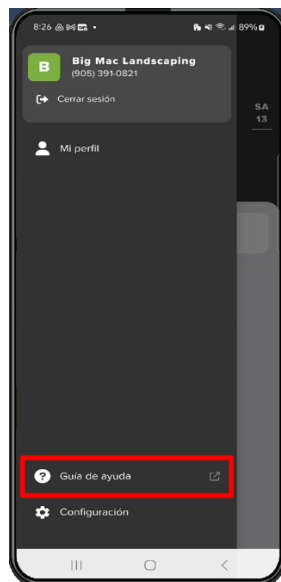 8:26
89%
B
Big Mac Landscaping
(905) 391-0821
Cerrar sesión
SA
13
Mi perfil
?
Guía de ayuda
Configuración